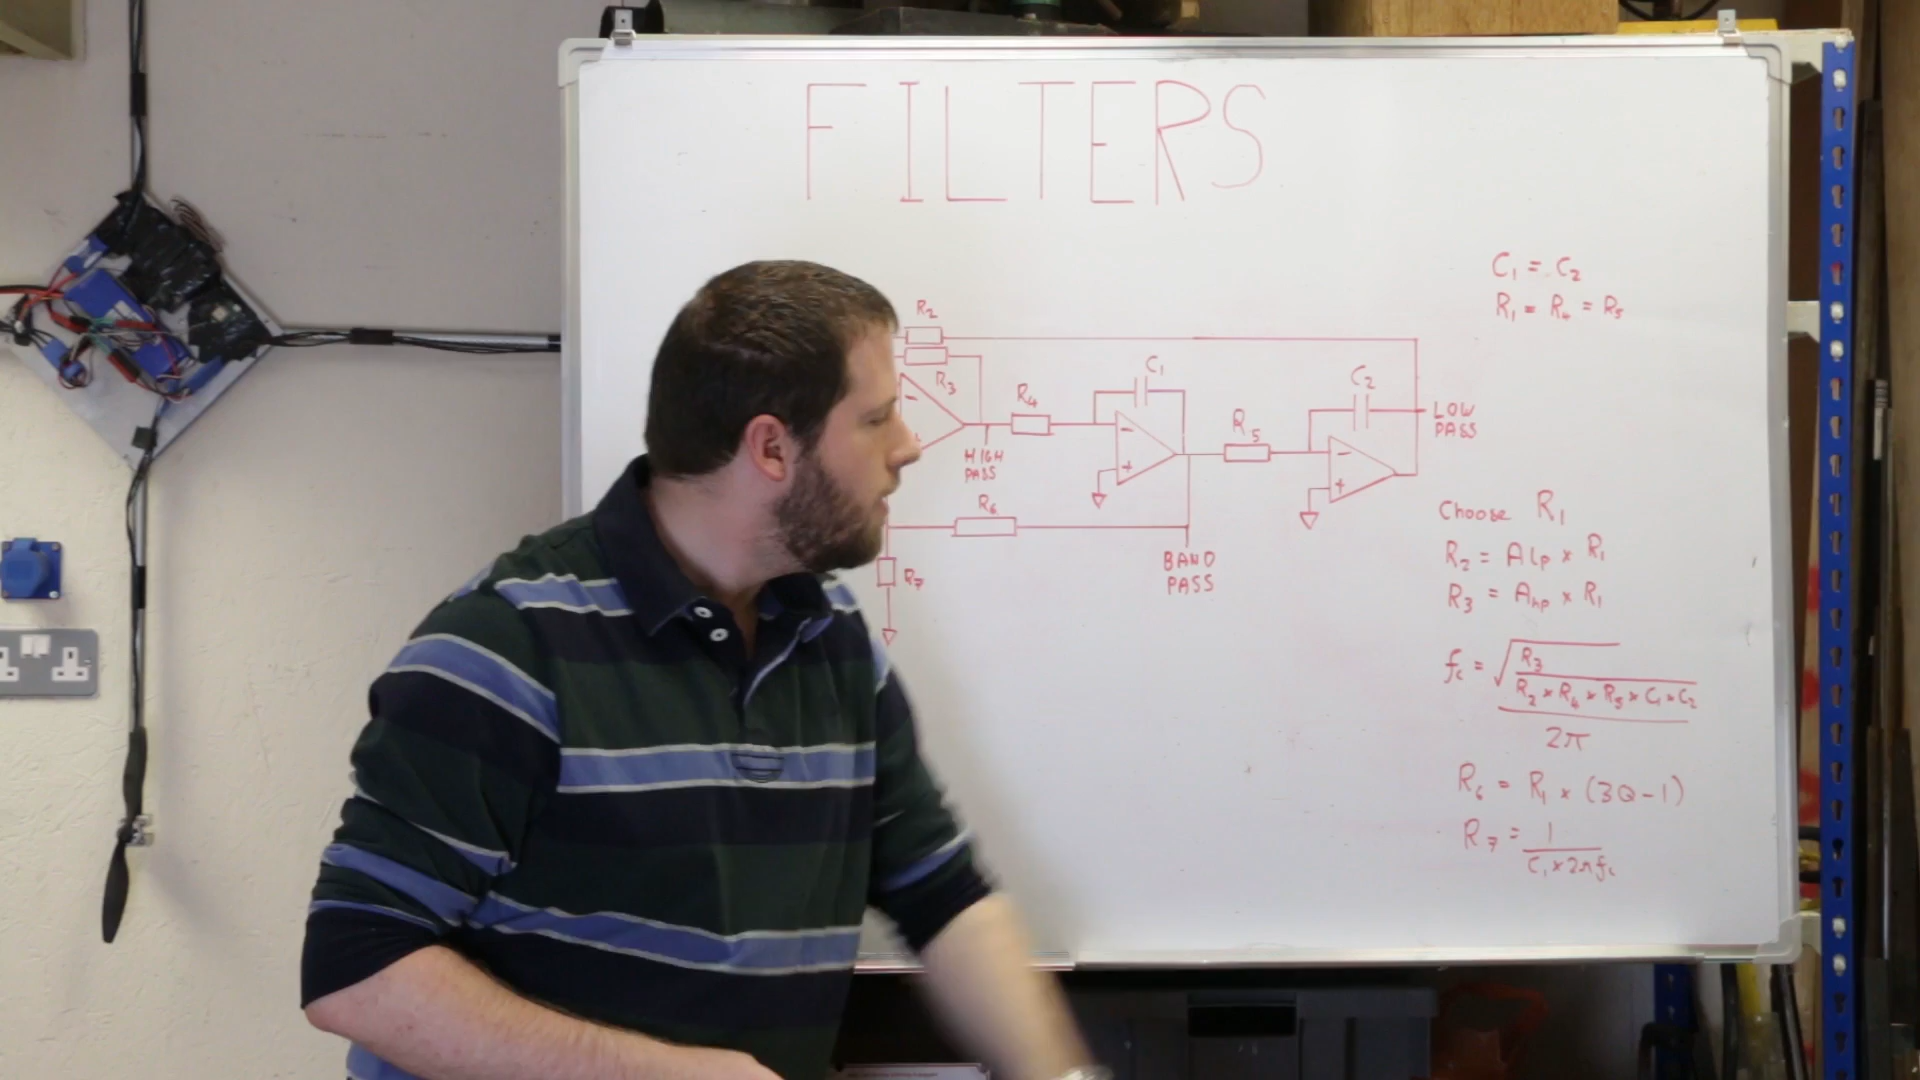 FILTERS
C₁ = C₂
R₁ = R₄ = R₅
R₂
R₃
R₄
C₁
R₅
C₂
LOW
PASS
HIGH
PASS
R₆
BAND
PASS
R₇
- + - + -
Choose R₁
R₂ = ALP × R₁
R₃ = AHP × R₁
fc = √(R₃ / R₂ × R₄ × R₅ × C₁ × C₂)
2π
R₆ = R₁ × (3Q-1)
R₇ = 1
C₁ × 2πfc